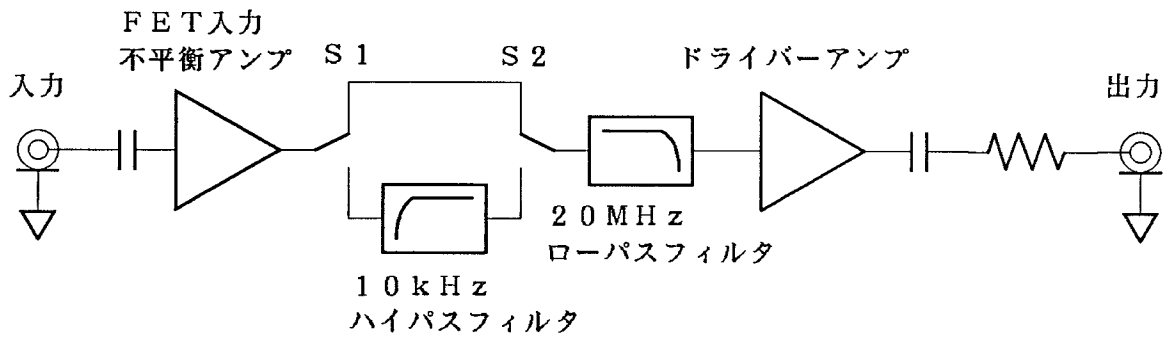 FET入力
不平衡アンプ
S1
S2
ドライバーアンプ
入力
出力
20MHz
ローパスフィルタ
10kHz
ハイパスフィルタ